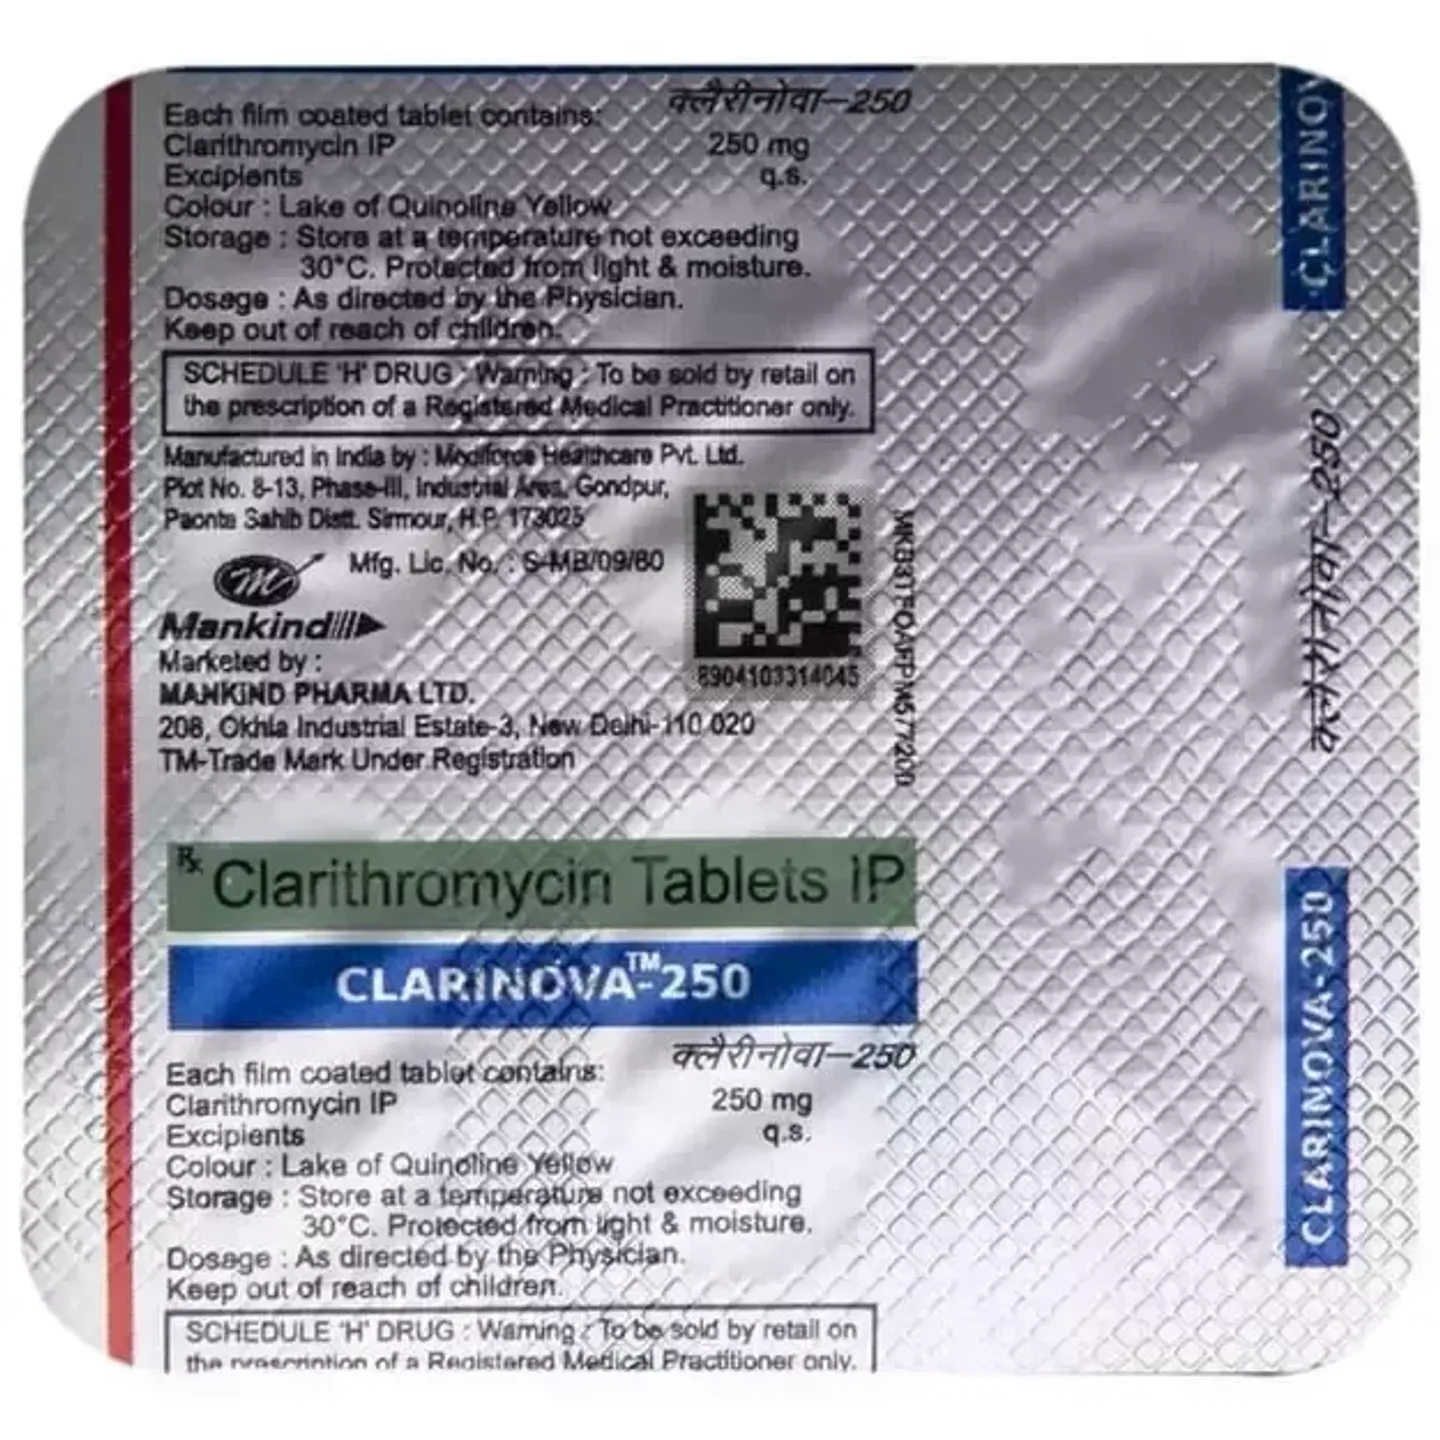 क्लैरीनोवा–250
Each film coated tablet contains:
Clarithromycin IP 250 mg
Excipients q.s.
Colour : Lake of Quinoline Yellow
Storage : Store at a temperature not exceeding
30°C. Protected from light & moisture.
Dosage : As directed by the Physician.
Keep out of reach of children.
SCHEDULE 'H' DRUG : Warning : To be sold by retail on
the prescription of a Registered Medical Practitioner only.
Manufactured in India by : Mediforce Healthcare Pvt. Ltd.
Plot No. 8-13, Phase-III, Industrial Area, Gondpur,
Paonta Sahib Distt. Sirmour, H.P. 173025
Mfg. Lic. No. : S-MB/09/80
m
Mankind
Marketed by :
MANKIND PHARMA LTD.
208, Okhla Industrial Estate-3, New Delhi-110 020
TM-Trade Mark Under Registration
8904103314045
Rx Clarithromycin Tablets IP
CLARINOVA™-250
क्लैरीनोवा–250
Each film coated tablet contains:
Clarithromycin IP 250 mg
Excipients q.s.
Colour : Lake of Quinoline Yellow
Storage : Store at a temperature not exceeding
30°C. Protected from light & moisture.
Dosage : As directed by the Physician.
Keep out of reach of children.
SCHEDULE 'H' DRUG : Warning : To be sold by retail on
the prescription of a Registered Medical Practitioner only.
CLARINOV
क्लैरीनोवा–250
CLARINOVA-250